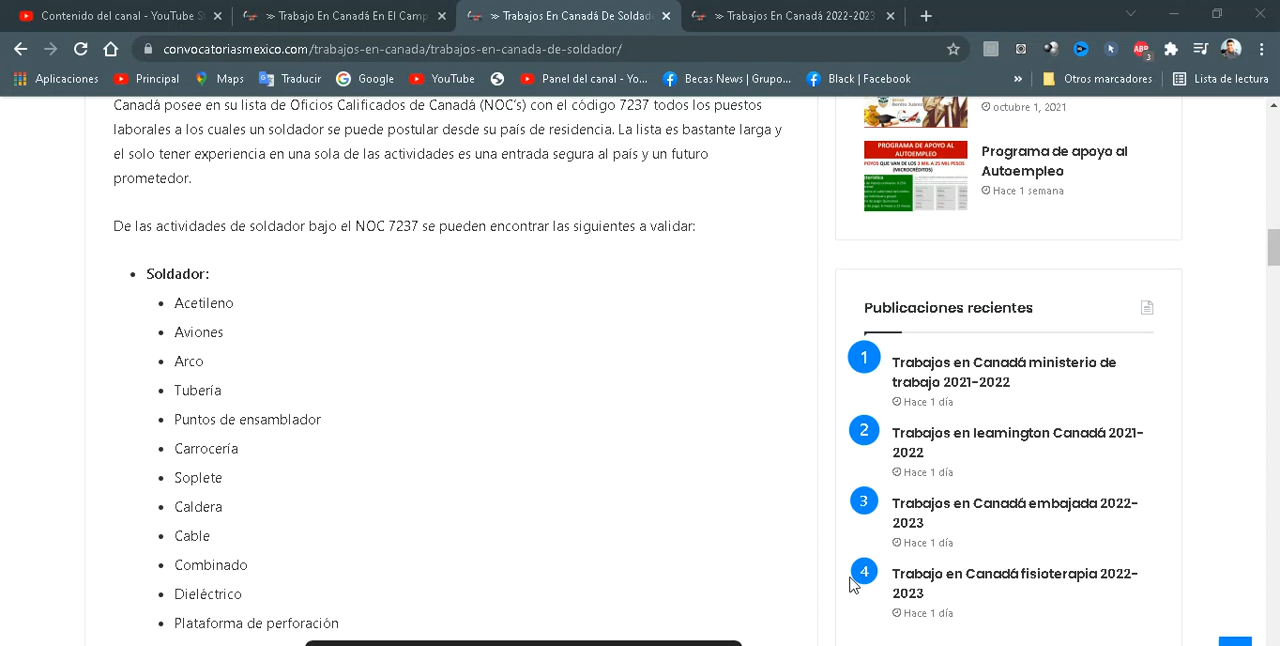 Contenido del canal - YouTube S
Trabajo En Canadá En El Camp
Trabajos En Canadá De Soldado
Trabajos En Canadá 2022-2023
convocatoriasmexico.com/trabajos-en-canada/trabajos-en-canada-de-soldador/
ABP
3
Aplicaciones
Principal
Maps
Traducir
Google
YouTube
Panel del canal - Yo...
Becas News | Grupo...
Black | Facebook
»
Otros marcadores
Lista de lectura
Canadá posee en su lista de Oficios Calificados de Canadá (NOC's) con el código 7237 todos los puestos
laborales a los cuales un soldador se puede postular desde su país de residencia. La lista es bastante larga y
el solo tener experiencia en una sola de las actividades es una entrada segura al país y un futuro
prometedor.
De las actividades de soldador bajo el NOC 7237 se pueden encontrar las siguientes a validar:
• Soldador:
• Acetileno
• Aviones
• Arco
• Tubería
• Puntos de ensamblador
• Carrocería
• Soplete
• Caldera
• Cable
• Combinado
• Dieléctrico
• Plataforma de perforación
octubre 1, 2021
PROGRAMA DE APOYO AL
AUTOEMPLEO
Programa de apoyo al
Autoempleo
Hace 1 semana
Publicaciones recientes
1
Trabajos en Canadá ministerio de
trabajo 2021-2022
Hace 1 día
2
Trabajos en leamington Canadá 2021-
2022
Hace 1 día
3
Trabajos en Canadá embajada 2022-
2023
Hace 1 día
4
Trabajo en Canadá fisioterapia 2022-
2023
Hace 1 día